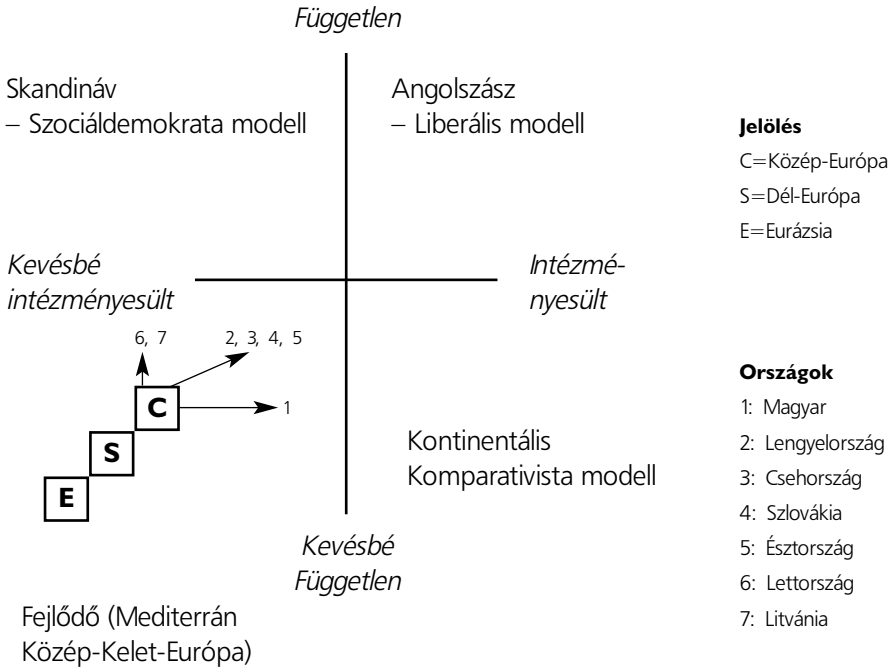 Független
Skandináv
– Szociáldemokrata modell
Angolszász
– Liberális modell
Jelölés
C=Közép-Európa
S=Dél-Európa
E=Eurázsia
Kevésbé
intézményesült
Intézmé-
nyesült
6, 7
2, 3, 4, 5
C
1
S
E
Kontinentális
Komparativista modell
Kevésbé
Független
Fejlődő (Mediterrán
Közép-Kelet-Európa)
Országok
1: Magyar
2: Lengyelország
3: Csehország
4: Szlovákia
5: Észtország
6: Lettország
7: Litvánia